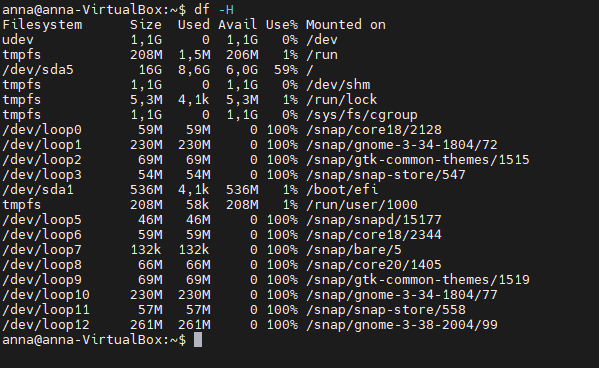 anna@anna-VirtualBox:~$ df -H
Filesystem      Size  Used Avail Use% Mounted on
udev            1,1G     0  1,1G   0% /dev
tmpfs           208M  1,5M  206M   1% /run
/dev/sda5        16G  8,6G  6,0G  59% /
tmpfs           1,1G     0  1,1G   0% /dev/shm
tmpfs           5,3M  4,1k  5,3M   1% /run/lock
tmpfs           1,1G     0  1,1G   0% /sys/fs/cgroup
/dev/loop0       59M   59M     0 100% /snap/core18/2128
/dev/loop1      230M  230M     0 100% /snap/gnome-3-34-1804/72
/dev/loop2       69M   69M     0 100% /snap/gtk-common-themes/1515
/dev/loop3       54M   54M     0 100% /snap/snap-store/547
/dev/sda1       536M  4,1k  536M   1% /boot/efi
tmpfs           208M   58k  208M   1% /run/user/1000
/dev/loop5       46M   46M     0 100% /snap/snapd/15177
/dev/loop6       59M   59M     0 100% /snap/core18/2344
/dev/loop7      132k  132k     0 100% /snap/bare/5
/dev/loop8       66M   66M     0 100% /snap/core20/1405
/dev/loop9       69M   69M     0 100% /snap/gtk-common-themes/1519
/dev/loop10     230M  230M     0 100% /snap/gnome-3-34-1804/77
/dev/loop11      57M   57M     0 100% /snap/snap-store/558
/dev/loop12     261M  261M     0 100% /snap/gnome-3-38-2004/99
anna@anna-VirtualBox:~$